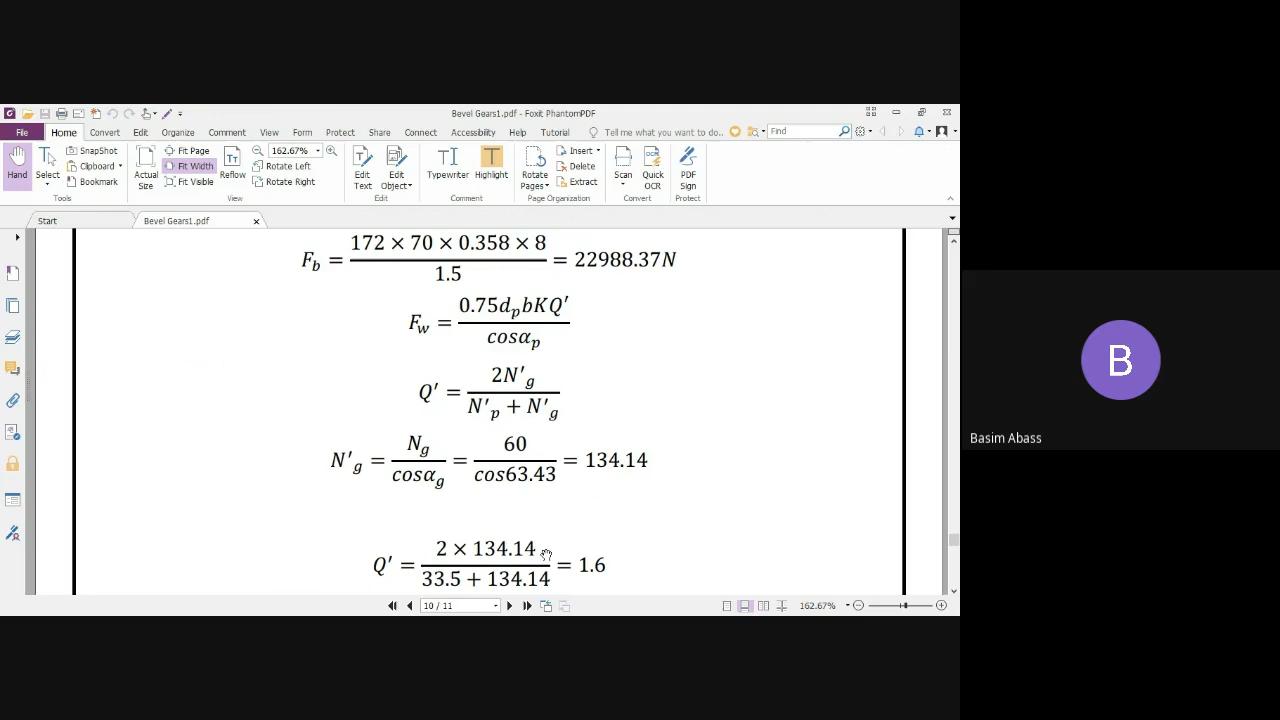 Bevel Gears1.pdf - Foxit PhantomPDF
File Home Convert Edit Organize Comment View Form Protect Share Connect Accessibility Help Tutorial Tell me what you want to do.. Find
Hand
Select
SnapShot
Clipboard
Bookmark
Tools
Actual Size
Fit Page
Fit Width
Fit Visible
Reflow
162.67%
Rotate Left
Rotate Right
View
Edit Text
Edit Object
Edit
Typewriter
Highlight
Comment
Rotate Pages
Insert
Delete
Extract
Page Organization
Scan
Quick OCR
Convert
PDF Sign
Protect
Start
Bevel Gears1.pdf
F_b = (172 × 70 × 0.358 × 8) / 1.5 = 22988.37N
F_w = (0.75d_p bKQ′) / cosα_p
Q′ = 2N′_g / (N′_p + N′_g)
N′_g = N_g / cosα_g = 60 / cos63.43 = 134.14
Q′ = (2 × 134.14) / (33.5 + 134.14) = 1.6
10 / 11
162.67%
B
Basim Abass